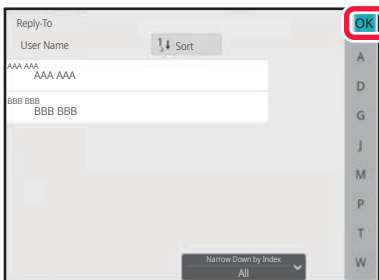 Reply-To
OK
User Name
Sort
A
AAA AAA
AAA AAA
D
BBB BBB
BBB BBB
G
J
M
P
T
Narrow Down by Index
All
W